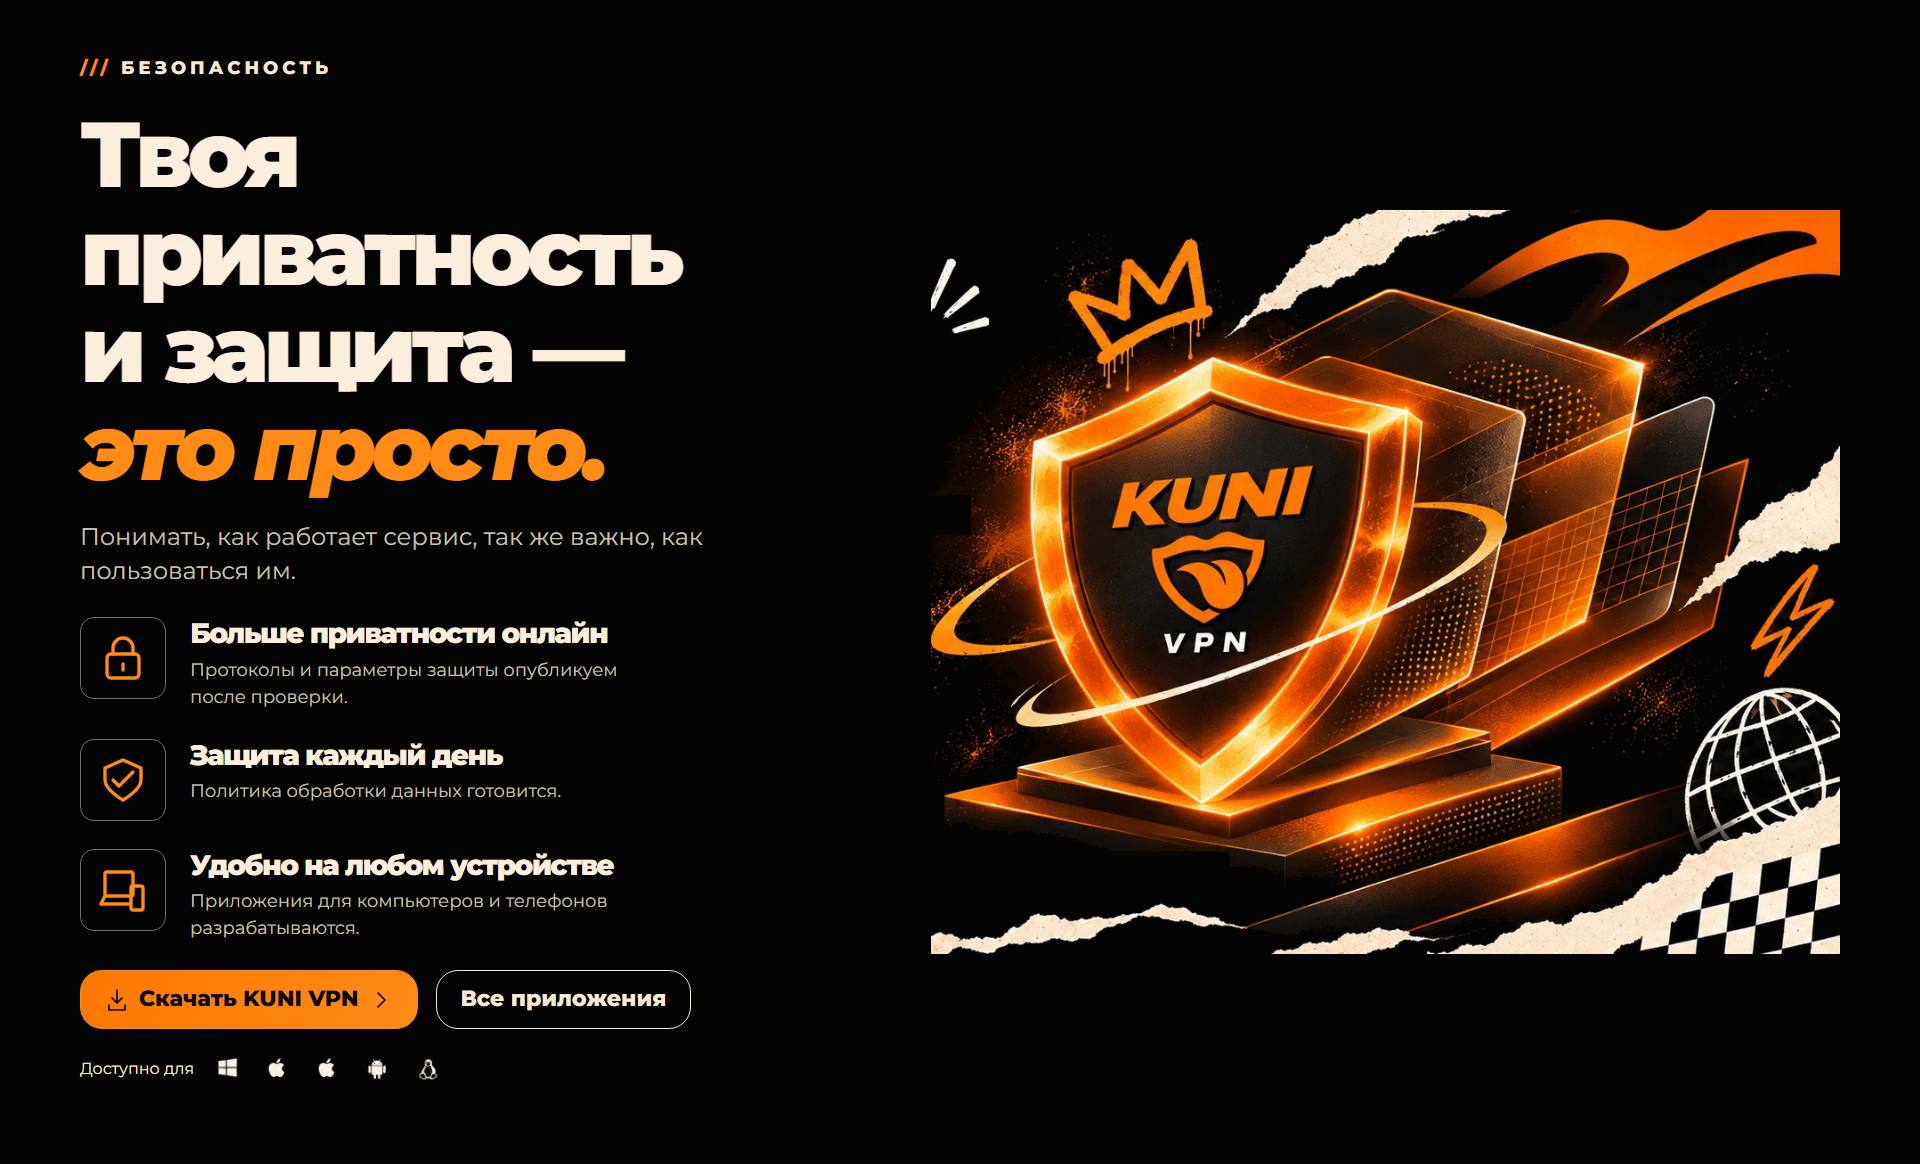 /// БЕЗОПАСНОСТЬ
Твоя
приватность
и защита —
это просто.
Понимать, как работает сервис, так же важно, как
пользоваться им.
Больше приватности онлайн
Протоколы и параметры защиты опубликуем
после проверки.
Защита каждый день
Политика обработки данных готовится.
Удобно на любом устройстве
Приложения для компьютеров и телефонов
разрабатываются.
Скачать KUNI VPN
Все приложения
Доступно для
KUNI
VPN